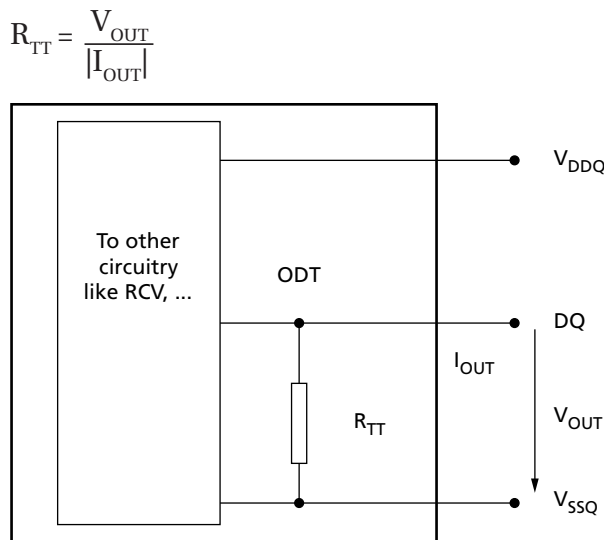 R_TT = V_OUT / |I_OUT|
V_DDQ
To other
circuitry
like RCV, ...
ODT
DQ
I_OUT
R_TT
V_OUT
V_SSQ